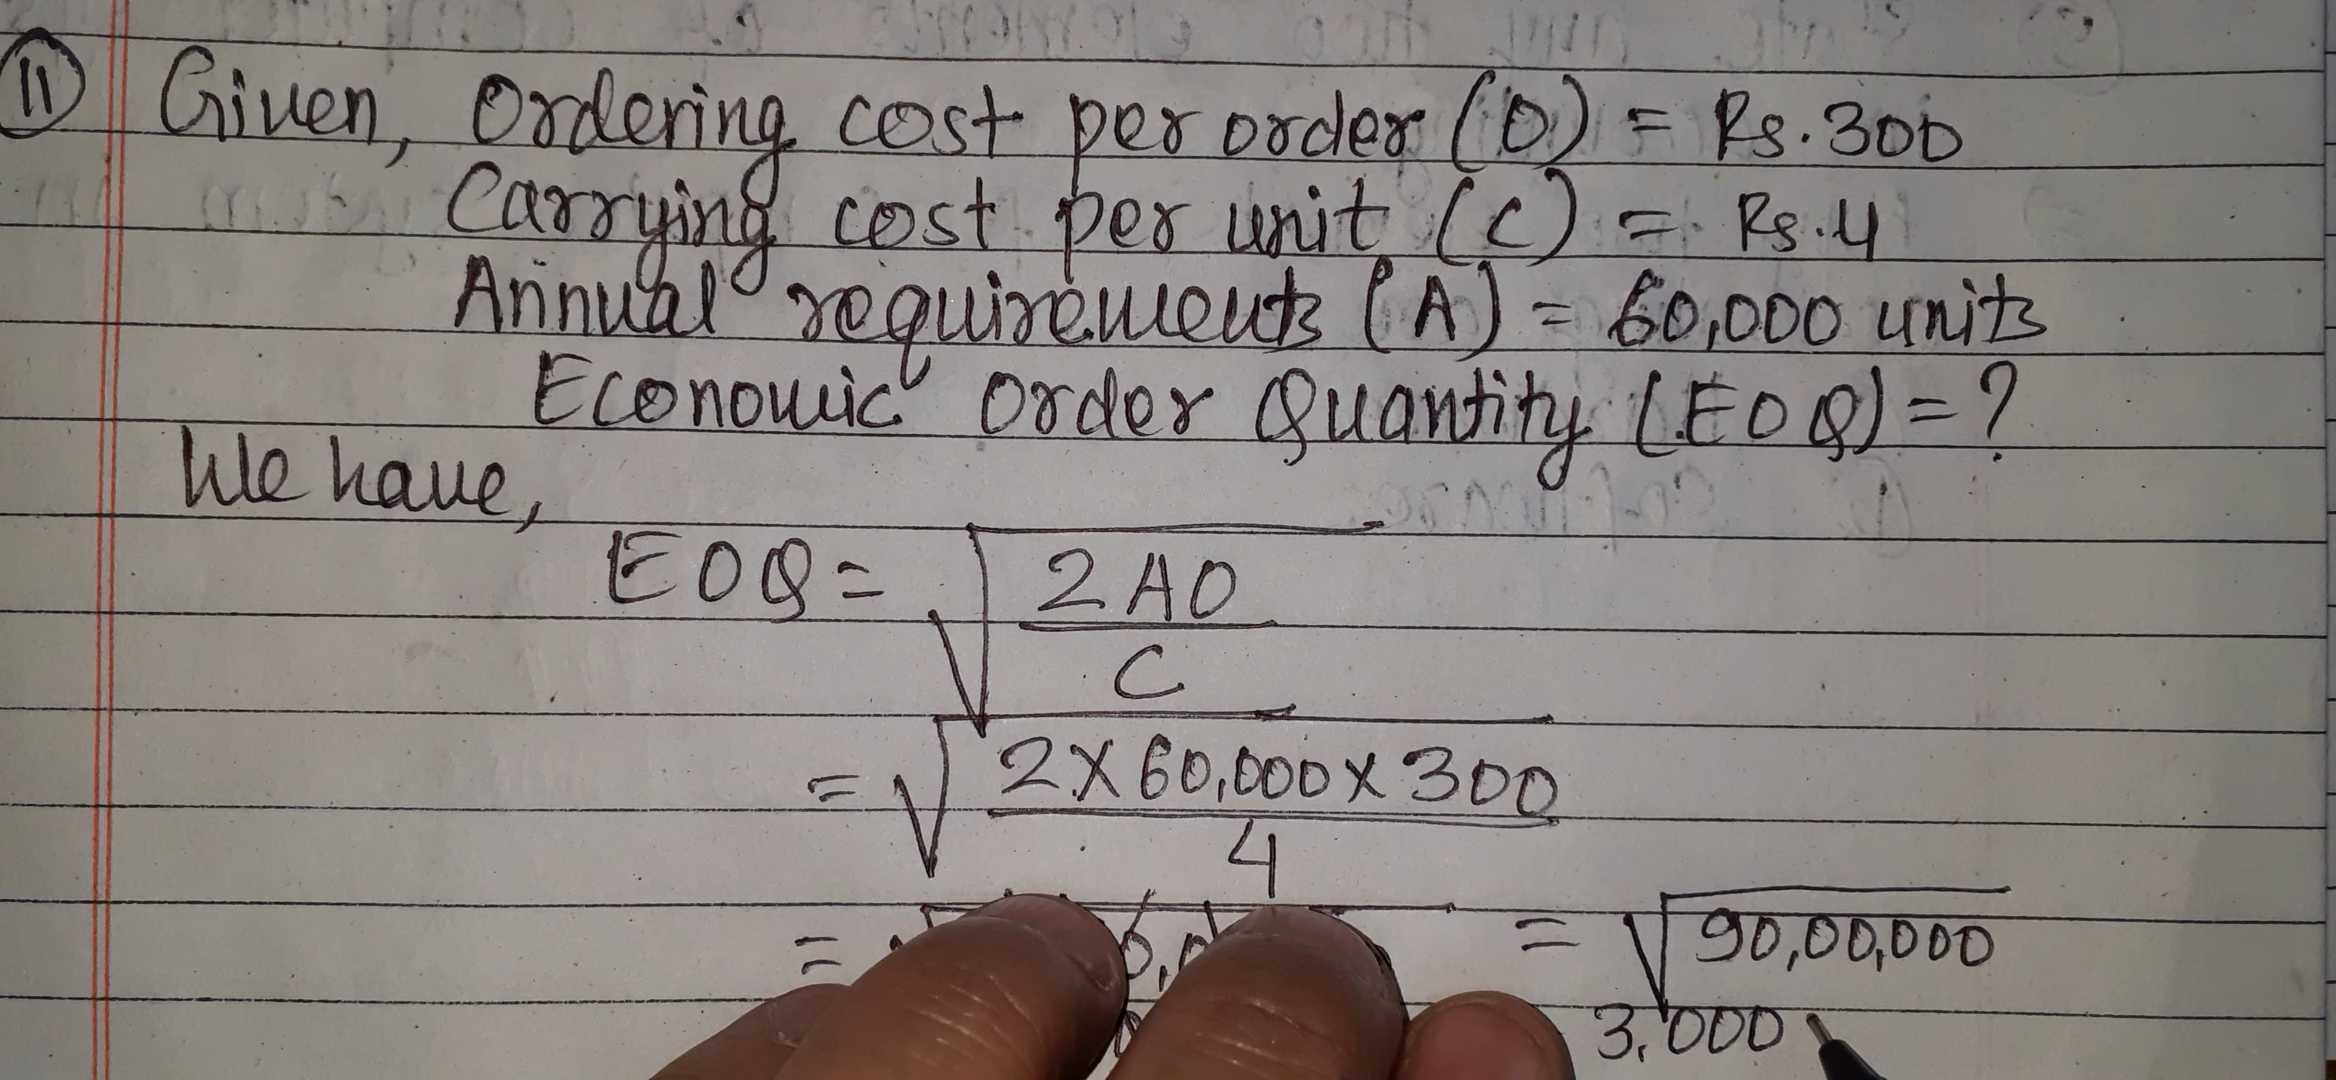 11 Given, Ordering cost per order (O) = Rs. 300
Carrying cost per unit (C) = Rs. 4
Annual requirements (A) = 60,000 units
Economic Order Quantity (EOQ) = ?
We have,
EOQ = √2AO
C
= √2 X 60,000 X 300
4
= √ = √90,00,000
3,000